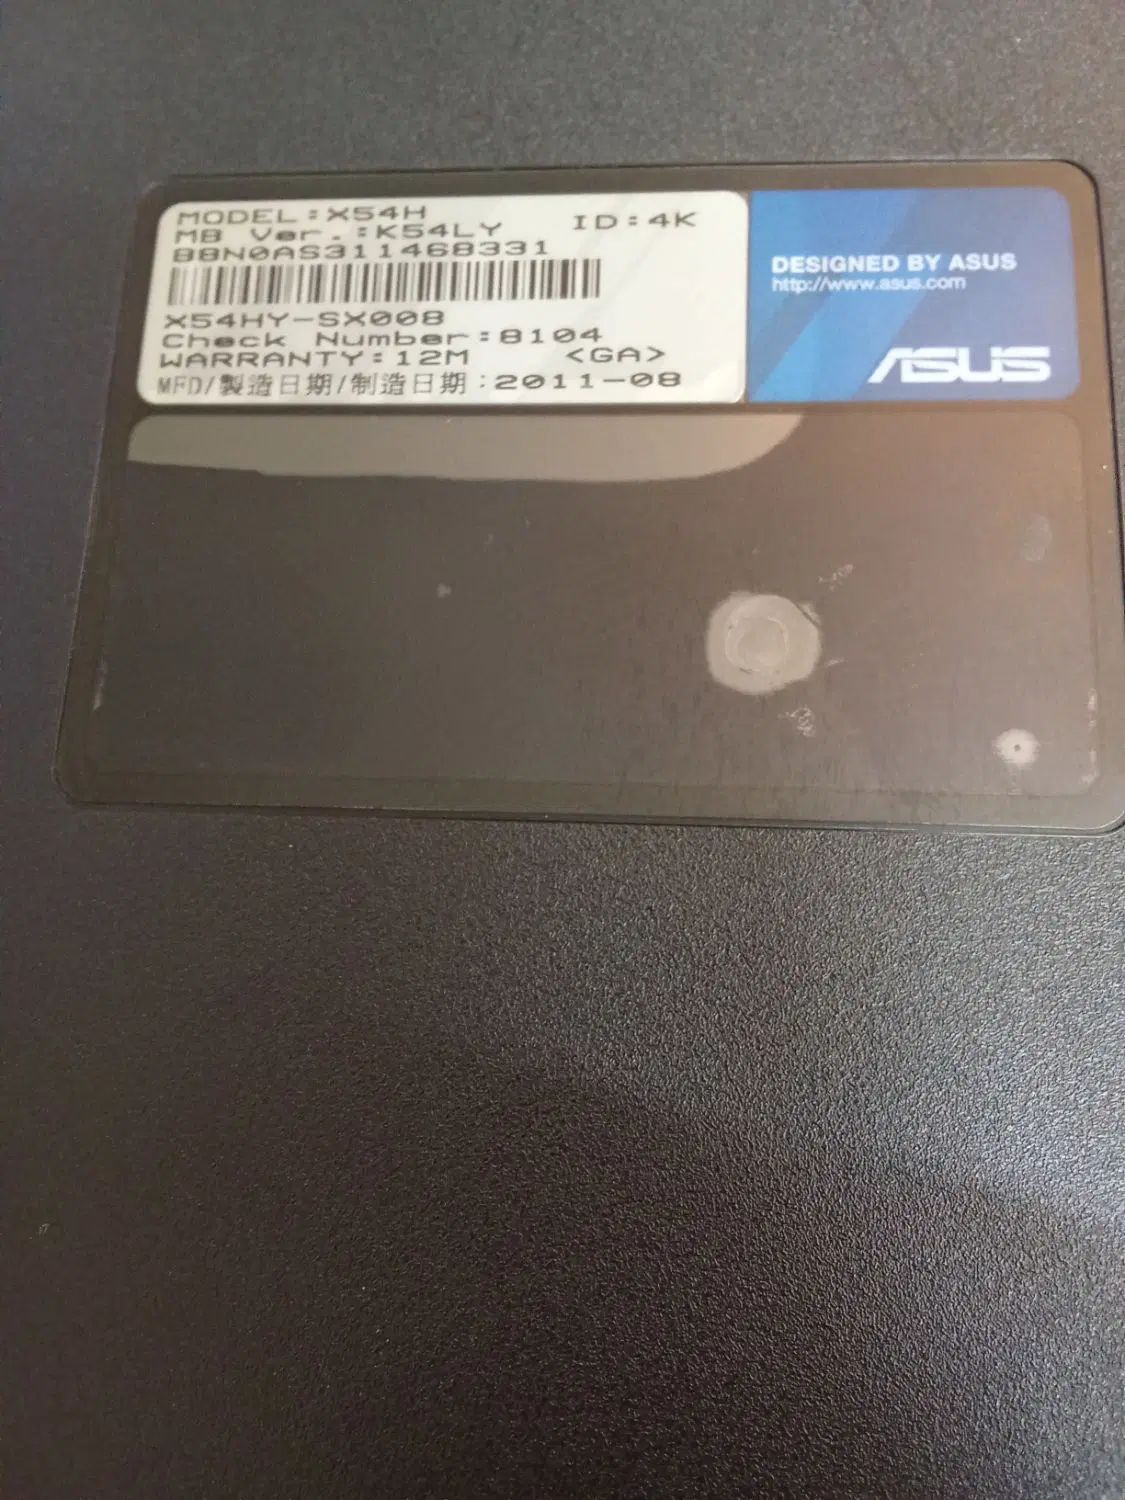 MODEL:X54H
MB Ver.:K54LY ID:4K
B8N0AS311468331
X54HY-SX008
Check Number:8104
WARRANTY:12M <GA>
MFD/製造日期/制造日期:2011-08
DESIGNED BY ASUS
http://www.asus.com
ASUS